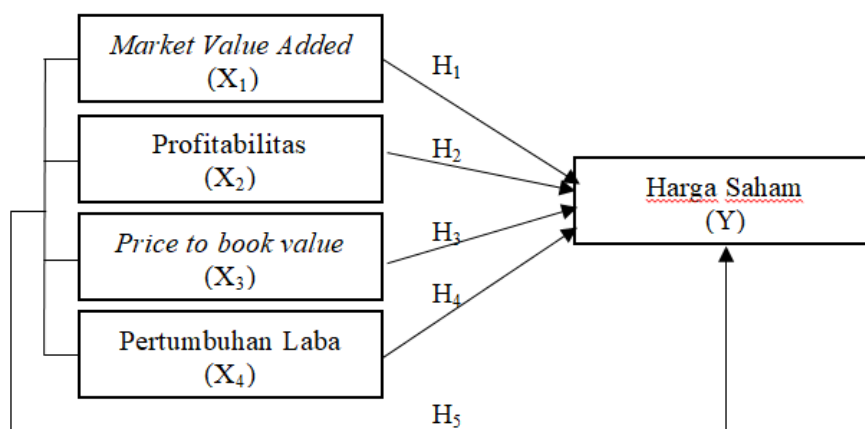 Market Value Added
(X₁)
H₁
Profitabilitas
(X₂)
H₂
Price to book value
(X₃)
H₃
Pertumbuhan Laba
(X₄)
H₄
Harga Saham
(Y)
H₅